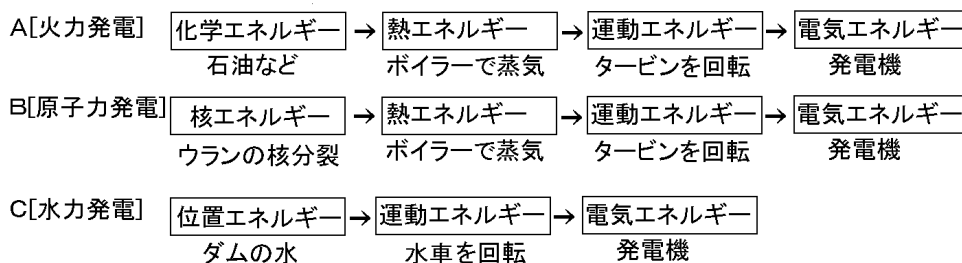 A[火力発電] 化学エネルギー → 熱エネルギー → 運動エネルギー → 電気エネルギー
石油など ボイラーで蒸気 タービンを回転 発電機
B[原子力発電] 核エネルギー → 熱エネルギー → 運動エネルギー → 電気エネルギー
ウランの核分裂 ボイラーで蒸気 タービンを回転 発電機
C[水力発電] 位置エネルギー → 運動エネルギー → 電気エネルギー
ダムの水 水車を回転 発電機